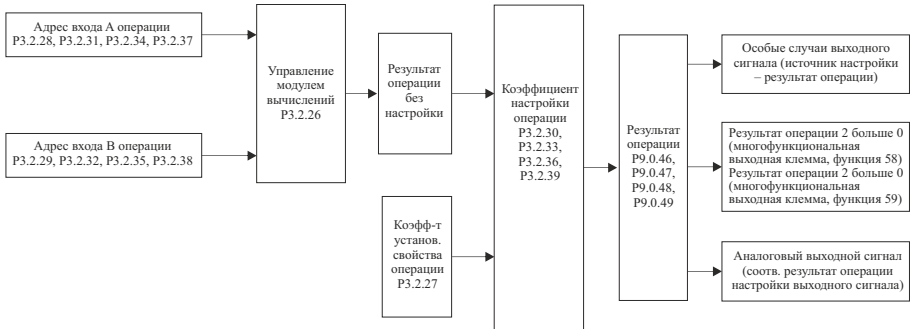 Адрес входа А операции
P3.2.28, P3.2.31, P3.2.34, P3.2.37
Адрес входа В операции
P3.2.29, P3.2.32, P3.2.35, P3.2.38
Управление
модулем
вычислений
P3.2.26
Результат
операции
без
настройки
Коэфф-т
установ.
свойства
операции
P3.2.27
Коэффициент
настройки
операции
P3.2.30,
P3.2.33,
P3.2.36,
P3.2.39
Результат
операции
P9.0.46,
P9.0.47,
P9.0.48,
P9.0.49
Особые случаи выходного
сигнала (источник настройки
– результат операции)
Результат операции 2 больше 0
(многофункциональная
выходная клемма, функция 58)
Результат операции 2 больше 0
(многофункциональная
выходная клемма, функция 59)
Аналоговый выходной сигнал
(соотв. результат операции
настройки выходного сигнала)